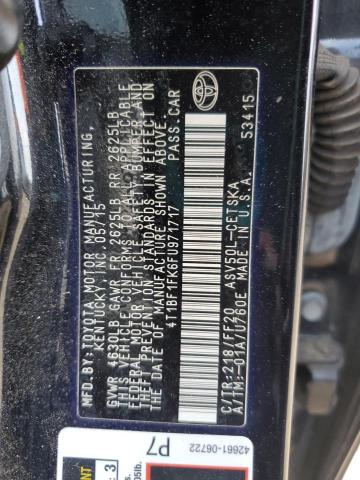 MFD.BY:TOYOTA MOTOR MANUFACTURING,
KENTUCKY,INC. 05/15
GVWR 4630LB GAWR FR 2625LB RR 2625LB
THIS VEHICLE CONFORMS TO ALL APPLICABLE
FEDERAL MOTOR VEHICLE SAFETY, BUMPER, AND
THEFT PREVENTION STANDARDS IN EFFECT ON
THE DATE OF MANUFACTURE SHOWN ABOVE.
4T1BF1FK6FU971717 PASS.CAR
C/TR:218/FF20 ASV50L-CETSKA
A/TM:-01A/U760E MADE IN U.S.A.
53415
42661-06722
P7